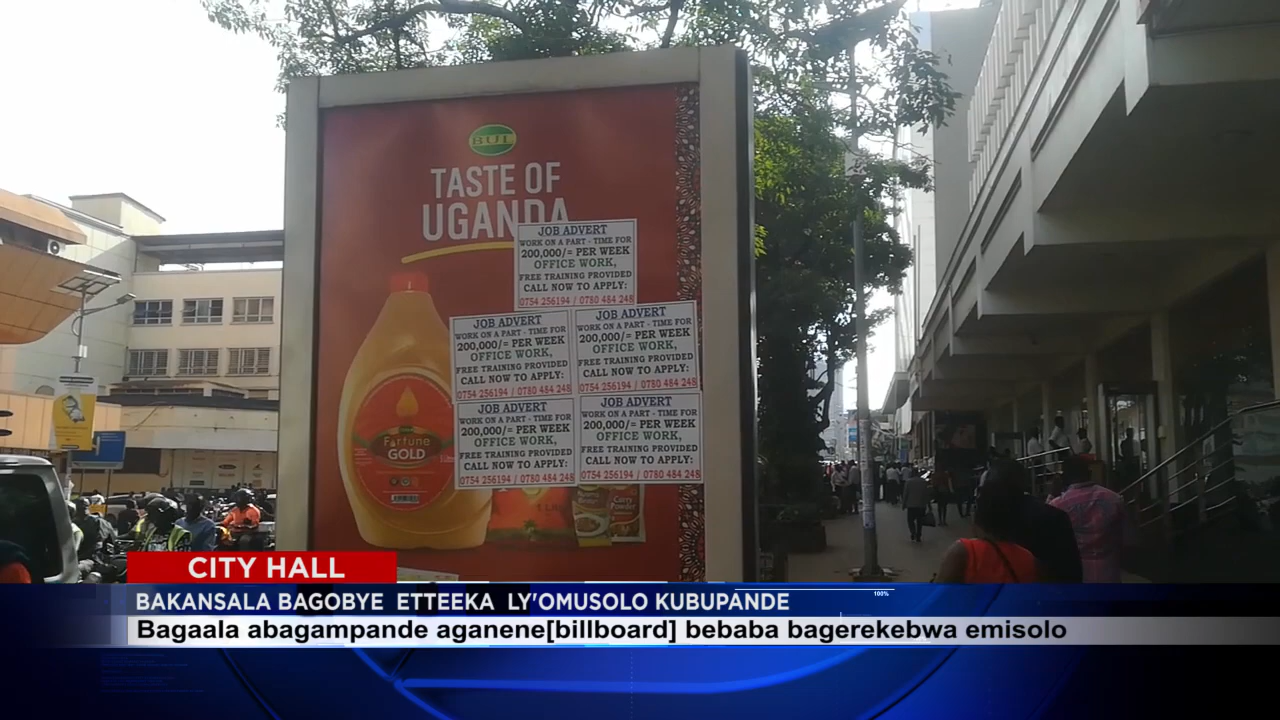 BUL
TASTE OF
UGANDA
JOB ADVERT
WORK ON A PART - TIME FOR
200,000/= PER WEEK
OFFICE WORK,
FREE TRAINING PROVIDED
CALL NOW TO APPLY:
0754 256194 / 0780 484 248
JOB ADVERT
WORK ON A PART - TIME FOR
200,000/= PER WEEK
OFFICE WORK,
FREE TRAINING PROVIDED
CALL NOW TO APPLY:
0754 256194 / 0780 484 248
JOB ADVERT
WORK ON A PART - TIME FOR
200,000/= PER WEEK
OFFICE WORK,
FREE TRAINING PROVIDED
CALL NOW TO APPLY:
0754 256194 / 0780 484 248
JOB ADVERT
WORK ON A PART - TIME FOR
200,000/= PER WEEK
OFFICE WORK,
FREE TRAINING PROVIDED
CALL NOW TO APPLY:
0754 256194 / 0780 484 248
JOB ADVERT
WORK ON A PART - TIME FOR
200,000/= PER WEEK
OFFICE WORK,
FREE TRAINING PROVIDED
CALL NOW TO APPLY:
0754 256194 / 0780 484 248
Fortune
GOLD
Curry
Powder
CITY HALL
BAKANSALA BAGOBYE ETTEEKA LY'OMUSOLO KUBUPANDE
100%
Bagaala abagampande aganene[billboard] bebaba bagerekebwa emisolo